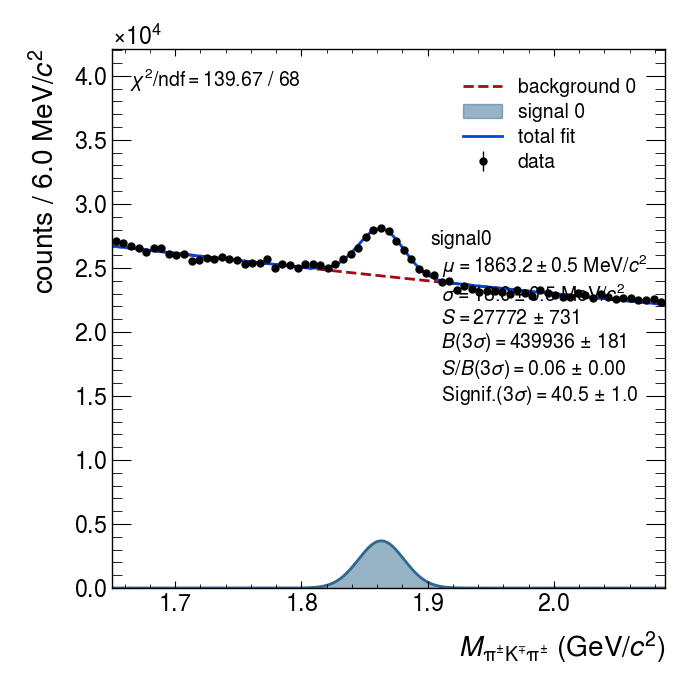 ×10⁴
counts / 6.0 MeV/c²
4.0
3.5
3.0
2.5
2.0
1.5
1.0
0.5
0.0
χ²/ndf = 139.67 / 68
background 0
signal 0
total fit
data
signal0
μ = 1863.2 ± 0.5 MeV/c²
S = 27772 ± 731
B(3σ) = 439936 ± 181
S/B(3σ) = 0.06 ± 0.00
Signif.(3σ) = 40.5 ± 1.0
1.7 1.8 1.9 2.0
M_π±K∓π± (GeV/c²)